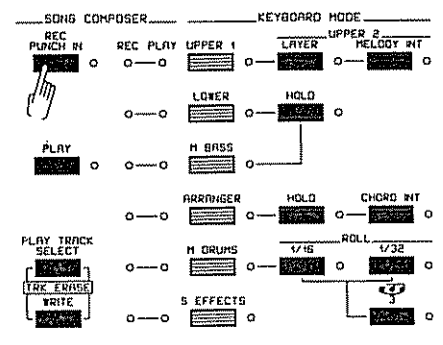 SONG COMPOSER KEYBOARD MODE
REC UPPER 2
PUNCH IN REC PLAY UPPER 1 LAYER MELODY INT
LOWER HOLD
PLAY M BASS
ARRANGER HOLD CHORD INT
PLAY TRACK ROLL
SELECT M DRUMS 1/16 1/32
TRK ERASE
WRITE S EFFECTS 3